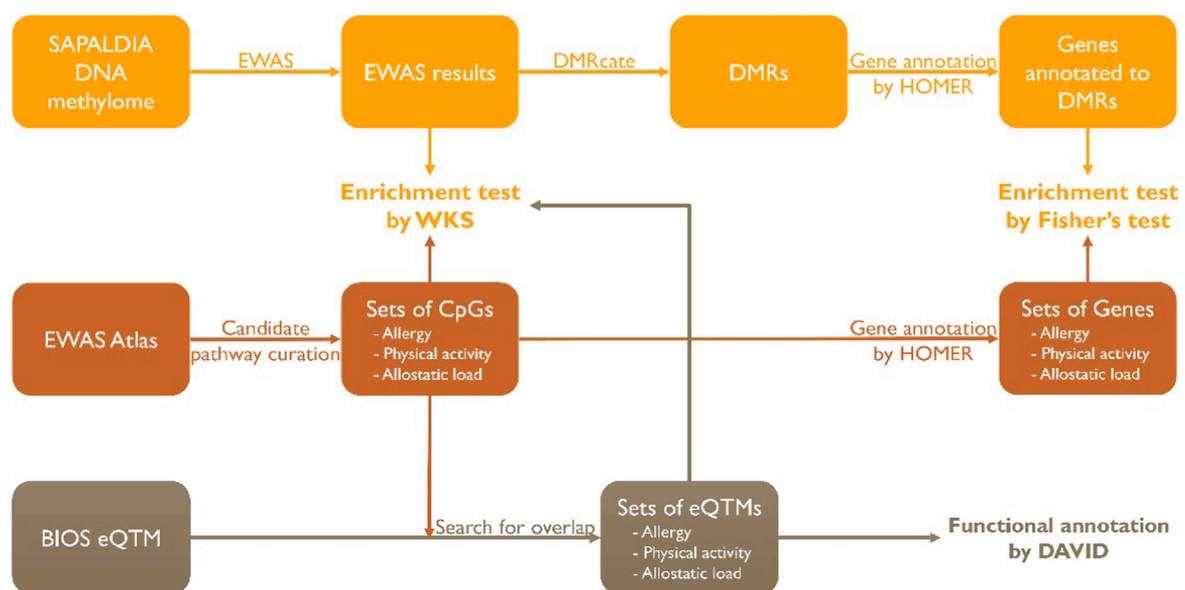 SAPALDIA
DNA
methylome
EWAS
EWAS results
DMRcate
DMRs
Gene annotation
by HOMER
Genes
annotated to
DMRs
Enrichment test
by WKS
Enrichment test
by Fisher's test
EWAS Atlas
Candidate
pathway curation
Sets of CpGs
- Allergy
- Physical activity
- Allostatic load
Gene annotation
by HOMER
Sets of Genes
- Allergy
- Physical activity
- Allostatic load
BIOS eQTM
Search for overlap
Sets of eQTMs
- Allergy
- Physical activity
- Allostatic load
Functional annotation
by DAVID